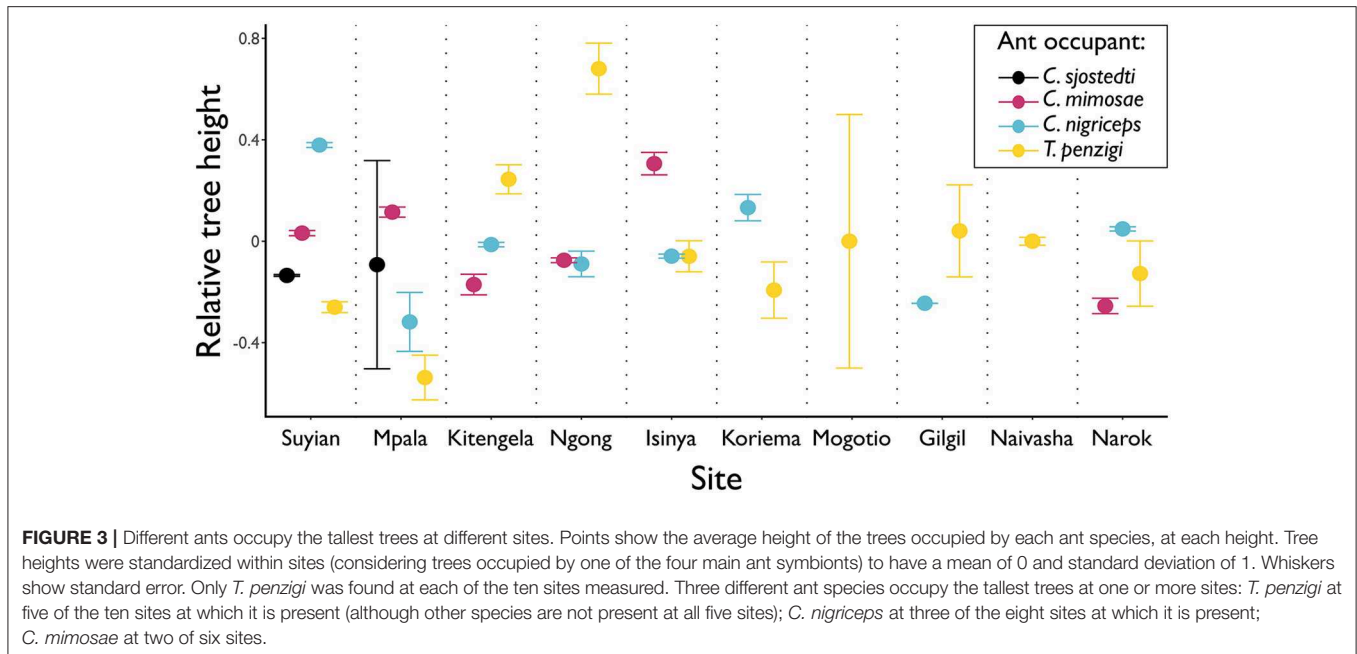 0.8
0.4
0
-0.4
Relative tree height
Ant occupant:
C. sjostedti
C. mimosae
C. nigriceps
T. penzigi
Suyian Mpala Kitengela Ngong Isinya Koriema Mogotio Gilgil Naivasha Narok
Site
FIGURE 3 | Different ants occupy the tallest trees at different sites. Points show the average height of the trees occupied by each ant species, at each height. Tree
heights were standardized within sites (considering trees occupied by one of the four main ant symbionts) to have a mean of 0 and standard deviation of 1. Whiskers
show standard error. Only T. penzigi was found at each of the ten sites measured. Three different ant species occupy the tallest trees at one or more sites: T. penzigi at
five of the ten sites at which it is present (although other species are not present at all five sites); C. nigriceps at three of the eight sites at which it is present;
C. mimosae at two of six sites.